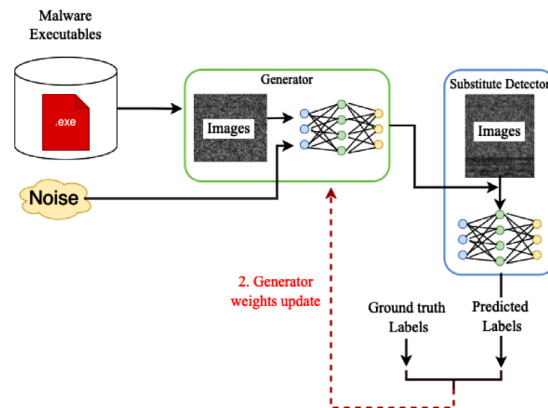 Malware
Executables
.exe
Generator
Images
Substitute Detector
Images
Noise
2. Generator
weights update
Ground truth
Labels
Predicted
Labels